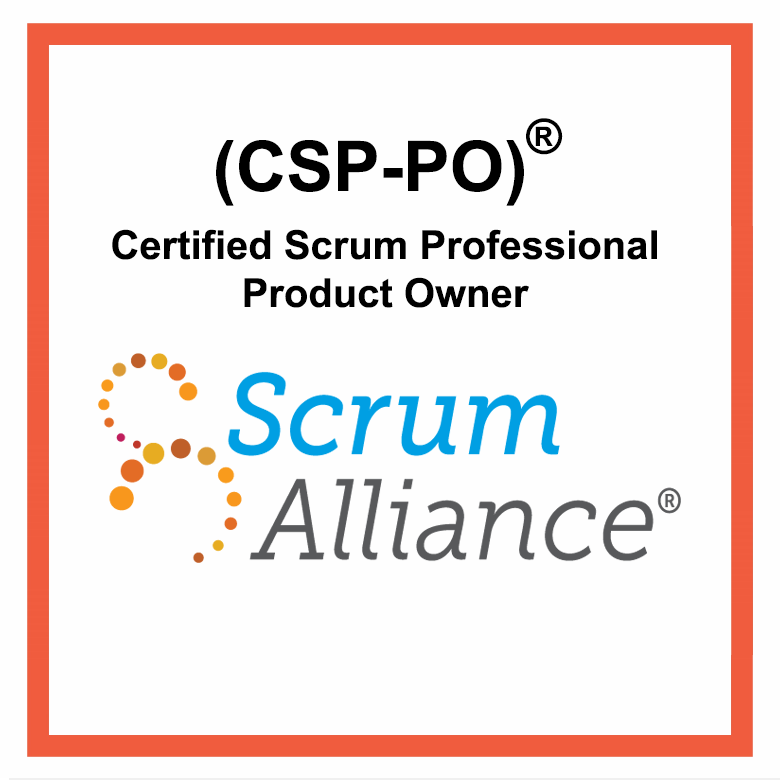 (CSP-PO)®
Certified Scrum Professional
Product Owner
Scrum
Alliance®